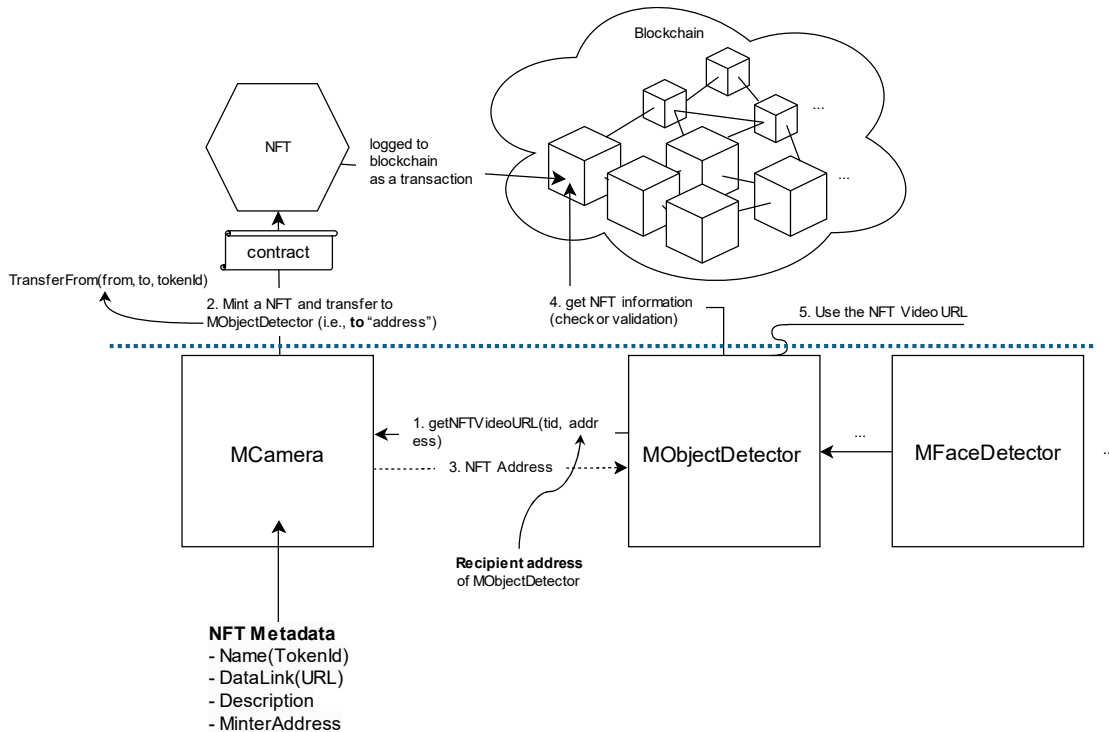 Blockchain
...
...
NFT
logged to
blockchain
as a transaction
contract
TransferFrom(from, to, tokenId)
2. Mint a NFT and transfer to
MObjectDetector (i.e., to “address”)
4. get NFT information
(check or validation)
5. Use the NFT Video URL
1. getNFTVideoURL(tid, addr
ess)
MCamera
3. NFT Address
MObjectDetector
...
MFaceDetector
...
Recipient address
of MObjectDetector
NFT Metadata
- Name(TokenId)
- DataLink(URL)
- Description
- MinterAddress